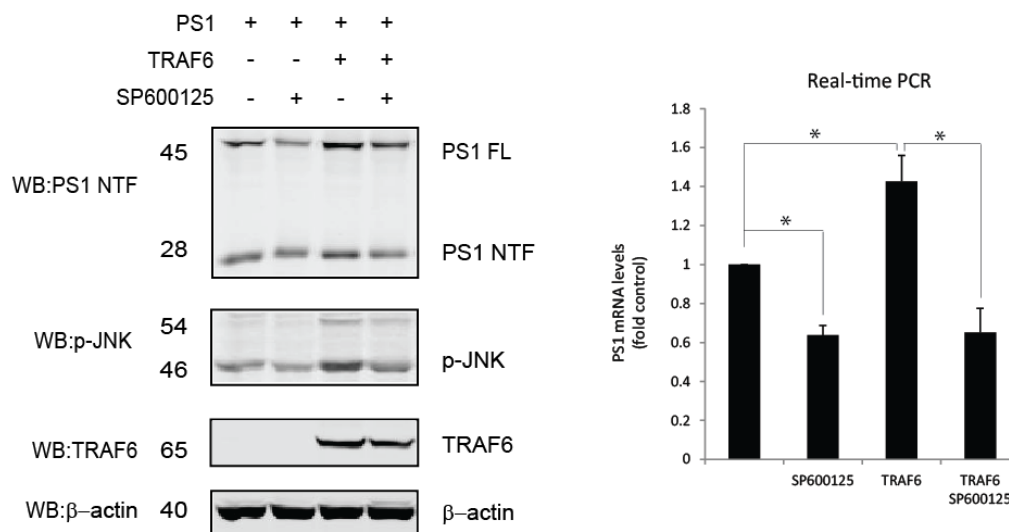 PS1 + + + +
TRAF6 - - + +
SP600125 - + - +
WB:PS1 NTF
45 PS1 FL
28 PS1 NTF
WB:p-JNK
54
46 p-JNK
WB:TRAF6 65 TRAF6
WB:β–actin 40 β–actin
Real-time PCR
PS1 mRNA levels
(fold control)
1.8
1.6
1.4
1.2
1
0.8
0.6
0.4
0.2
0
*
*
*
SP600125 TRAF6 TRAF6
SP600125